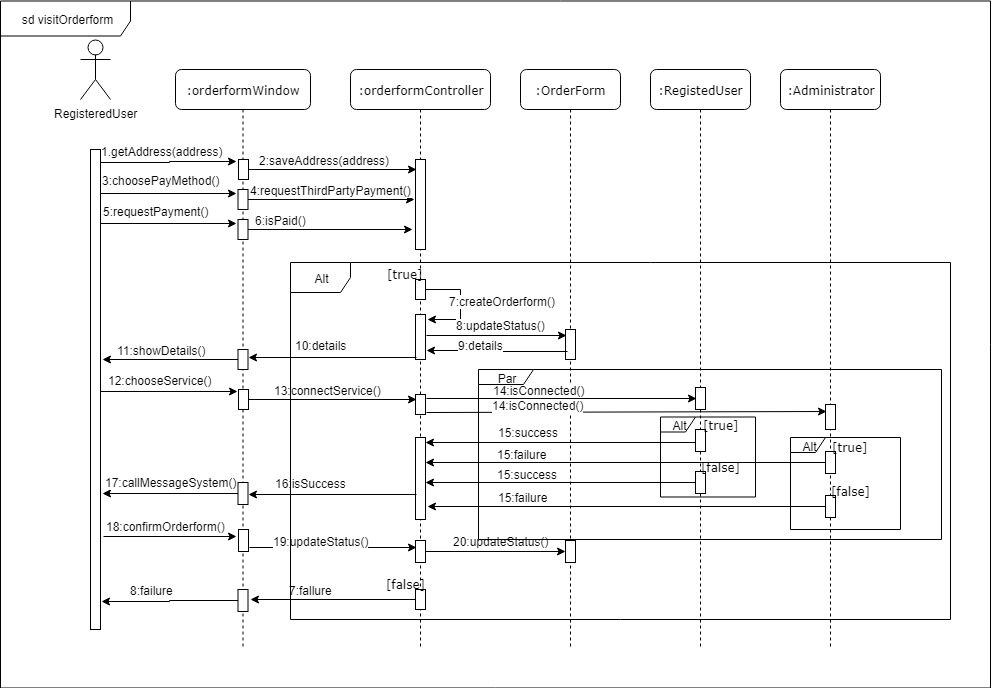 sd visitOrderform
RegisteredUser
:orderformWindow
:orderformController
:OrderForm
:RegistedUser
:Administrator
1.getAddress(address)
2:saveAddress(address)
3:choosePayMethod()
4:requestThirdPartyPayment()
5:requestPayment()
6:isPaid()
Alt
[true]
7:createOrderform()
8:updateStatus()
9:details
10:details
11:showDetails()
Par
12:chooseService()
13:connectService()
14:isConnected()
14:isConnected()
Alt
[true]
15:success
Alt
[true]
15:failure
[false]
15:success
17:callMessageSystem()
16:isSuccess
[false]
15:failure
18:confirmOrderform()
19:updateStatus()
20:updateStatus()
[false]
8:failure
7:fallure